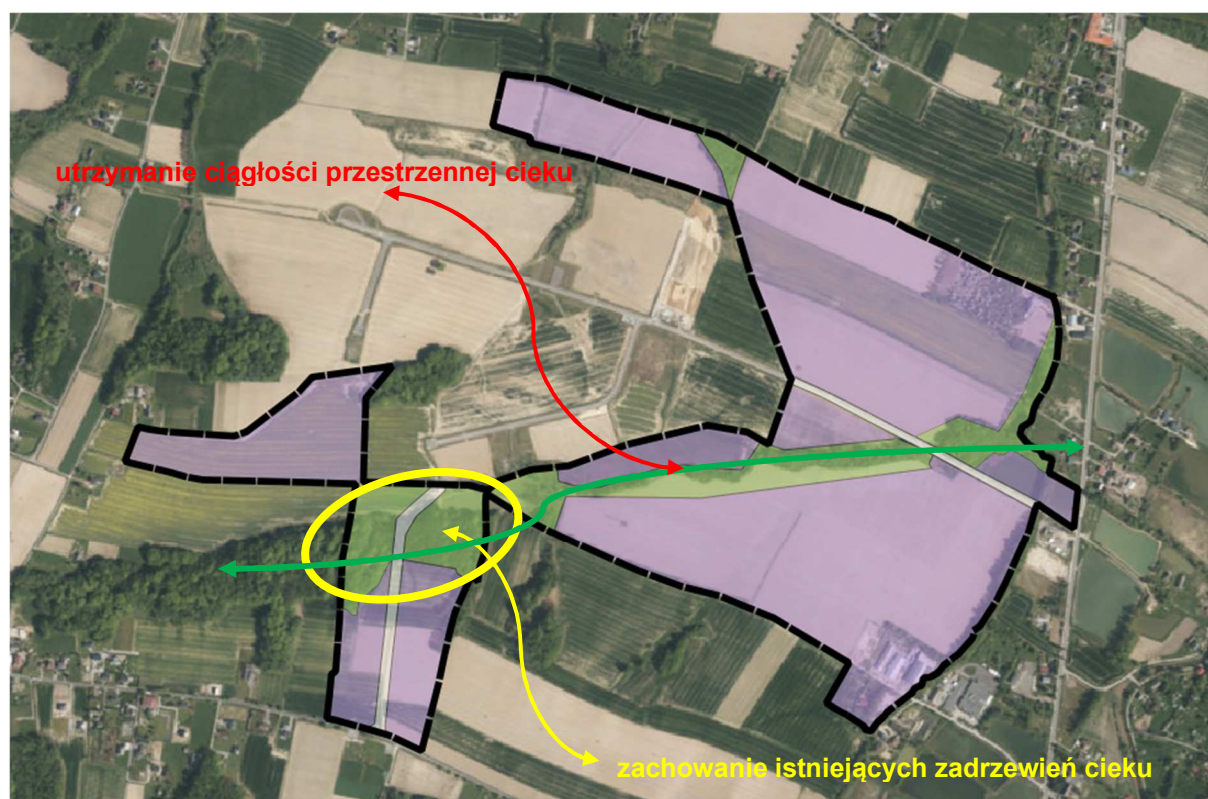 utrzymanie ciągłości przestrzennej cieku
zachowanie istniejących zadrzewień cieku